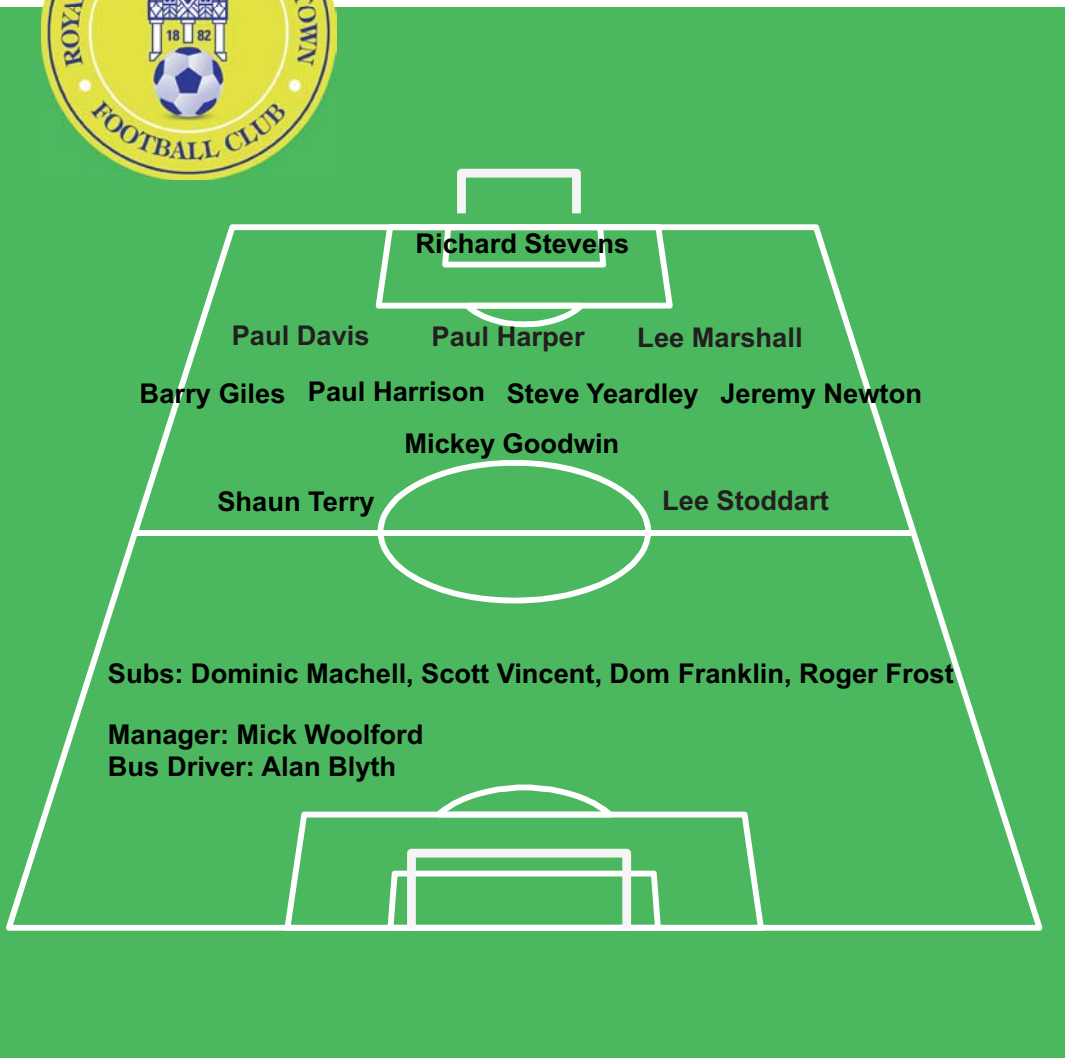 ROYA
OWN
18 82
FOOTBALL CLUB
Richard Stevens
Paul Davis Paul Harper Lee Marshall
Barry Giles Paul Harrison Steve Yeardley Jeremy Newton
Mickey Goodwin
Shaun Terry Lee Stoddart
Subs: Dominic Machell, Scott Vincent, Dom Franklin, Roger Frost
Manager: Mick Woolford
Bus Driver: Alan Blyth